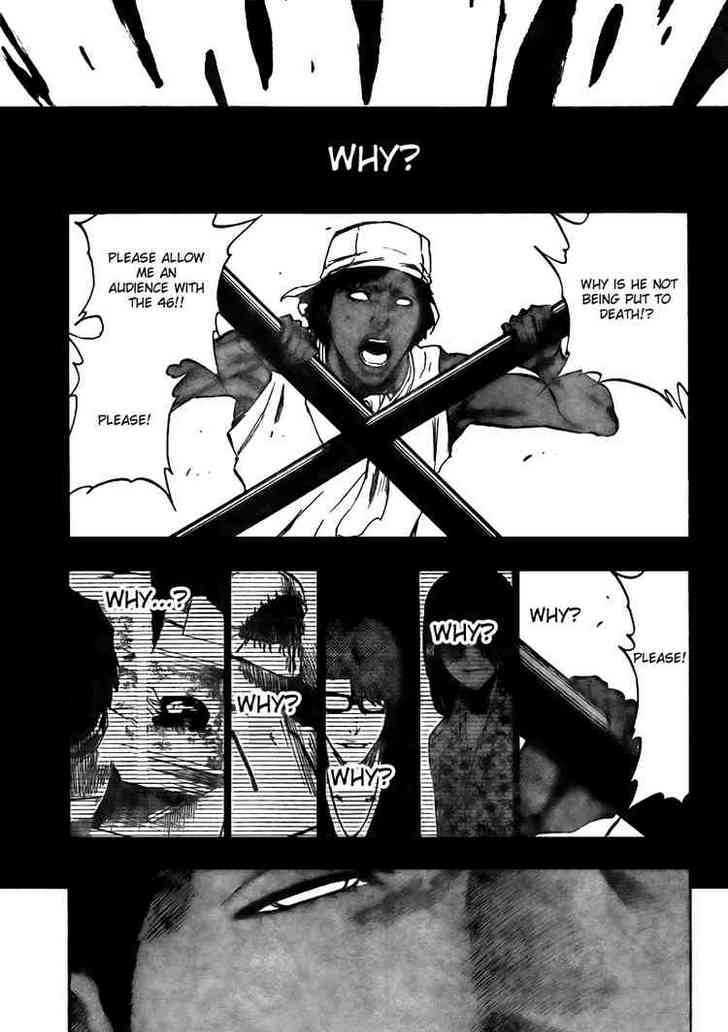 WHY?
WHY IS HE NOT
BEING PUT TO
DEATH!?
PLEASE ALLOW
ME AN
AUDIENCE WITH
THE 46!!
PLEASE!
PLEASE!
WHY?
WHY?
WHY?
WHY?
WHY...?